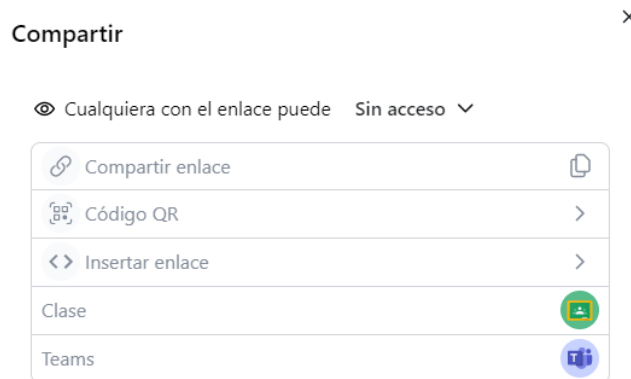 Compartir
Cualquiera con el enlace puede Sin acceso
Compartir enlace
Código QR
Insertar enlace
Clase
Teams